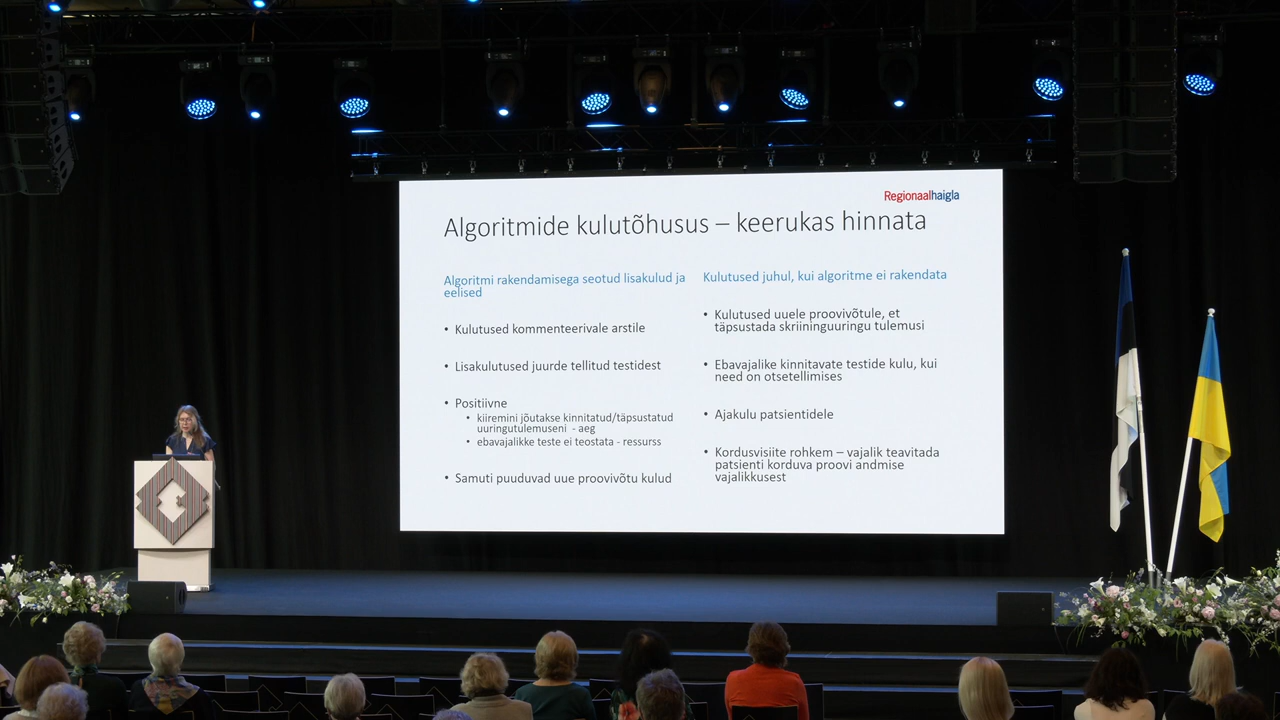 Regionaalhaigla
Algoritmide kulutõhusus – keerukas hinnata
Algoritmi rakendamisega seotud lisakulud ja
eelised
• Kulutused kommenteerivale arstile
• Lisakulutused juurde tellitud testidest
• Positiivne
• kiiremini jõutakse kinnitatud/täpsustatud
uuringutulemuseni - aeg
• ebavajalikke teste ei teostata - ressurss
• Samuti puuduvad uue proovivõtu kulud
Kulutused juhul, kui algoritme ei rakendata
• Kulutused uuele proovivõtule, et
täpsustada skriininguuringu tulemusi
• Ebavajalike kinnitavate testide kulu, kui
need on otsetellimises
• Ajakulu patsientidele
• Kordusvisiite rohkem – vajalik teavitada
patsienti korduva proovi andmise
vajalikkusest